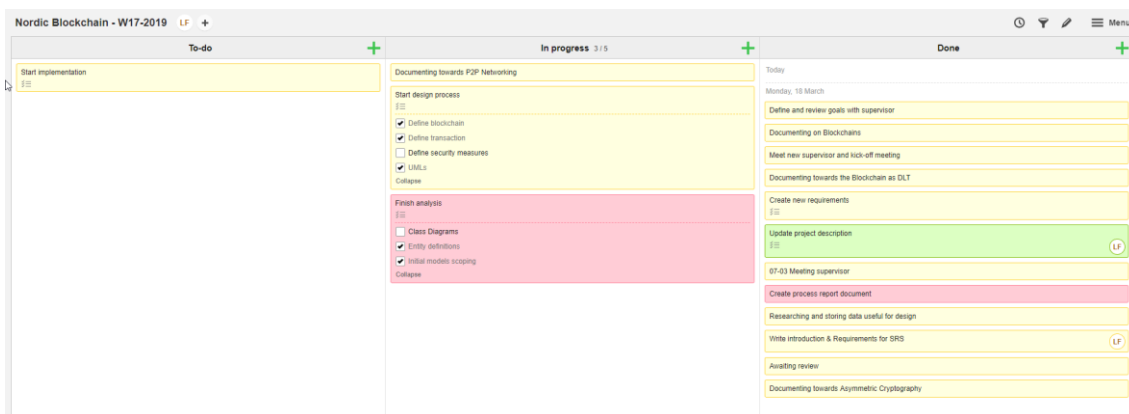 Nordic Blockchain - W17-2019 LF +
Menu
To-do
Start implementation
In progress 3 / 5
Documenting towards P2P Networking
Start design process
Define blockchain
Define transaction
Define security measures
UMLs
Collapse
Finish analysis
Class Diagrams
Entity definitions
Initial models scoping
Collapse
Done
Today
Monday, 18 March
Define and review goals with supervisor
Documenting on Blockchains
Meet new supervisor and kick-off meeting
Documenting towards the Blockchain as DLT
Create new requirements
Update project description
LF
07-03 Meeting supervisor
Create process report document
Researching and storing data useful for design
Write introduction & Requirements for SRS
LF
Awaiting review
Documenting towards Asymmetric Cryptography